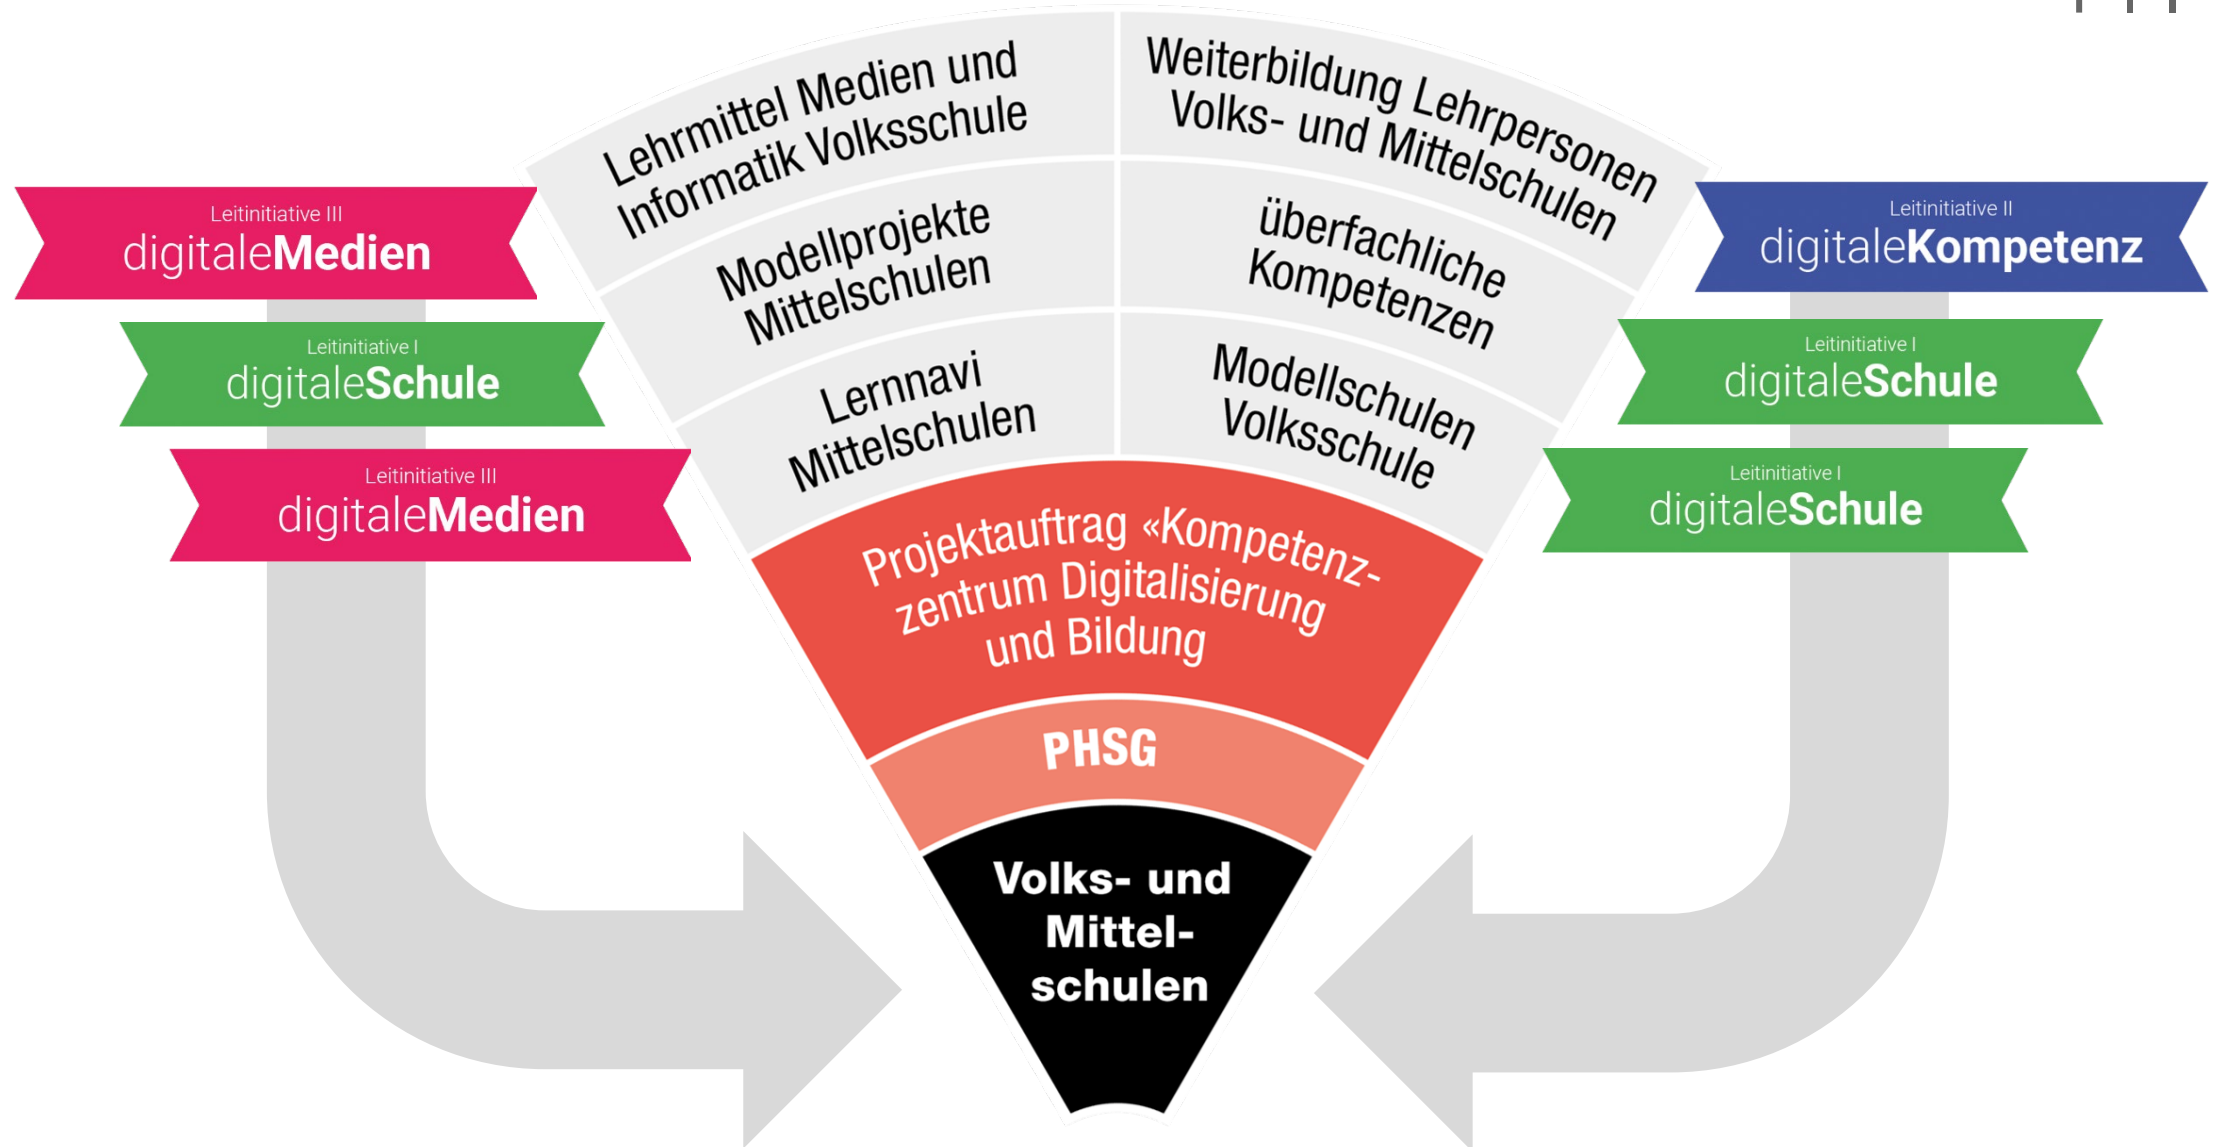 Lehrmittel Medien und
Informatik Volksschule
Weiterbildung Lehrpersonen
Volks- und Mittelschulen
Leitinitiative III
digitaleMedien
Modellprojekte
Mittelschulen
überfachliche
Kompetenzen
Leitinitiative II
digitaleKompetenz
Leitinitiative I
digitaleSchule
Lernnavi
Mittelschulen
Modellschulen
Volksschule
Leitinitiative I
digitaleSchule
Leitinitiative III
digitaleMedien
Leitinitiative I
digitaleSchule
Projektauftrag «Kompetenz-
zentrum Digitalisierung
und Bildung
PHSG
Volks- und
Mittel-
schulen